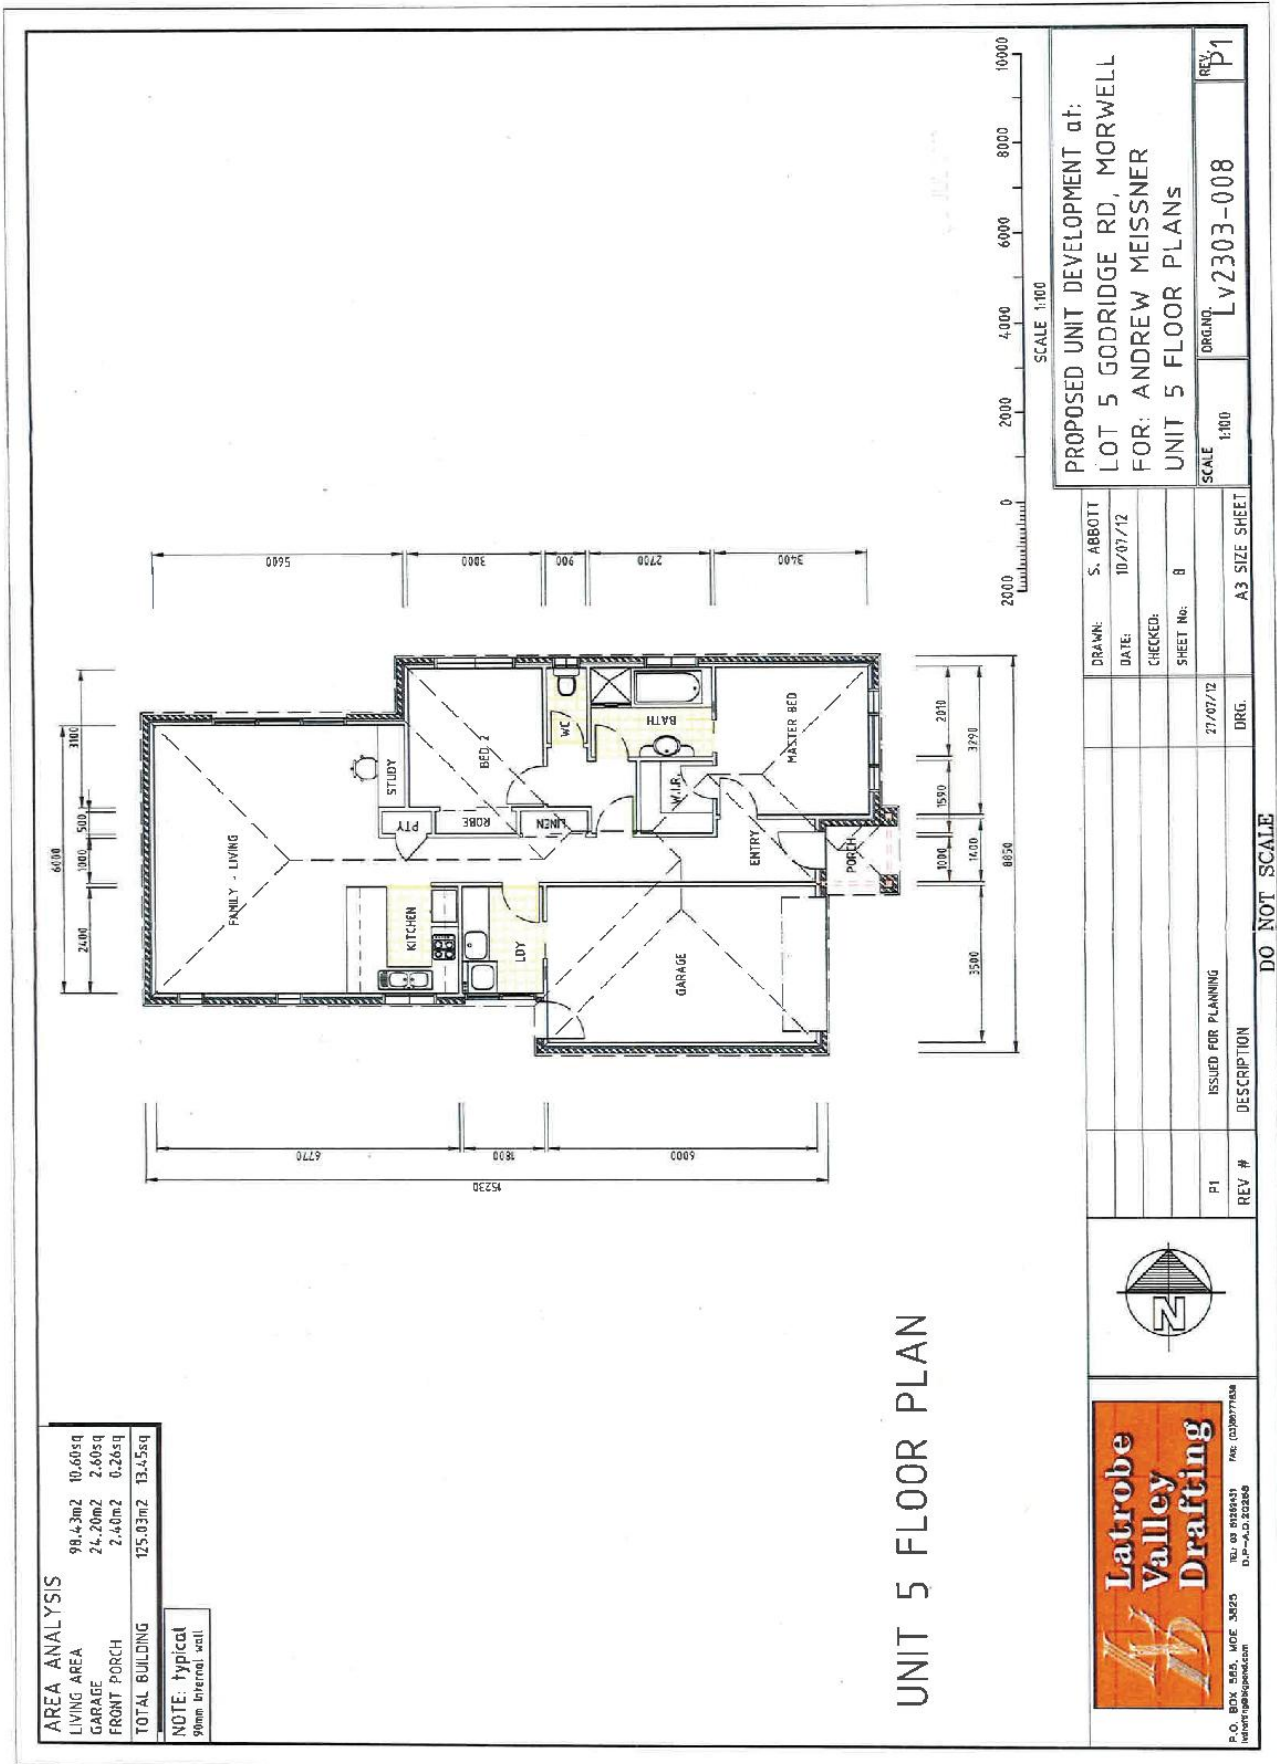 AREA ANALYSIS
LIVING AREA 98.43m2 10.60sq
GARAGE 24.20m2 2.60sq
FRONT PORCH 2.40m2 0.26sq
TOTAL BUILDING 125.03m2 13.45sq
NOTE: typical
90mm internal wall
15230
6770
1800
6000
6000
2400
1000
500
3100
FAMILY - LIVING
STUDY
KITCHEN
PTY
ROBE
BED 2
LINEN
WC
LDY
BATH
W.I.R.
MASTER BED
GARAGE
ENTRY
PORCH
5600
3000
900
2700
3400
1000
1590
2010
3500
1400
3290
8850
UNIT 5 FLOOR PLAN
2000 0 2000 4000 6000 8000 10000
SCALE 1:100
Latrobe
Valley
Drafting
P.O. BOX 565, MOE 3825
D.P-A.D.20268
N
P1 ISSUED FOR PLANNING 27/07/12
REV # DESCRIPTION DRG.
DRAWN: S. ABBOTT
DATE: 10/07/12
CHECKED:
SHEET No: 8
A3 SIZE SHEET
PROPOSED UNIT DEVELOPMENT at:
LOT 5 GODRIDGE RD, MORWELL
FOR: ANDREW MEISSNER
UNIT 5 FLOOR PLANs
SCALE 1:100
DRG.NO. Lv2303-008
REV. P1
DO NOT SCALE